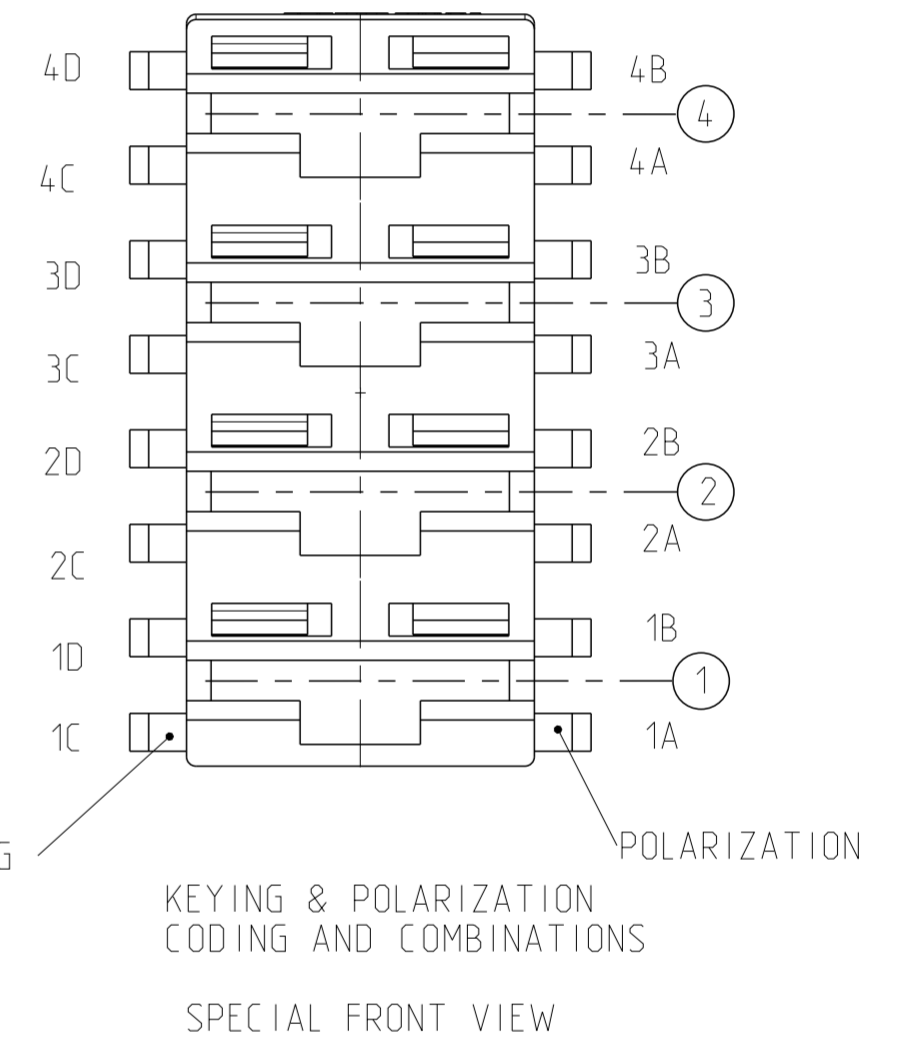 4D 4B
4
4C 4A
3D 3B
3
3C 3A
2D 2B
2
2C 2A
1D 1B
1
1C 1A
G POLARIZATION
KEYING & POLARIZATION
CODING AND COMBINATIONS
SPECIAL FRONT VIEW